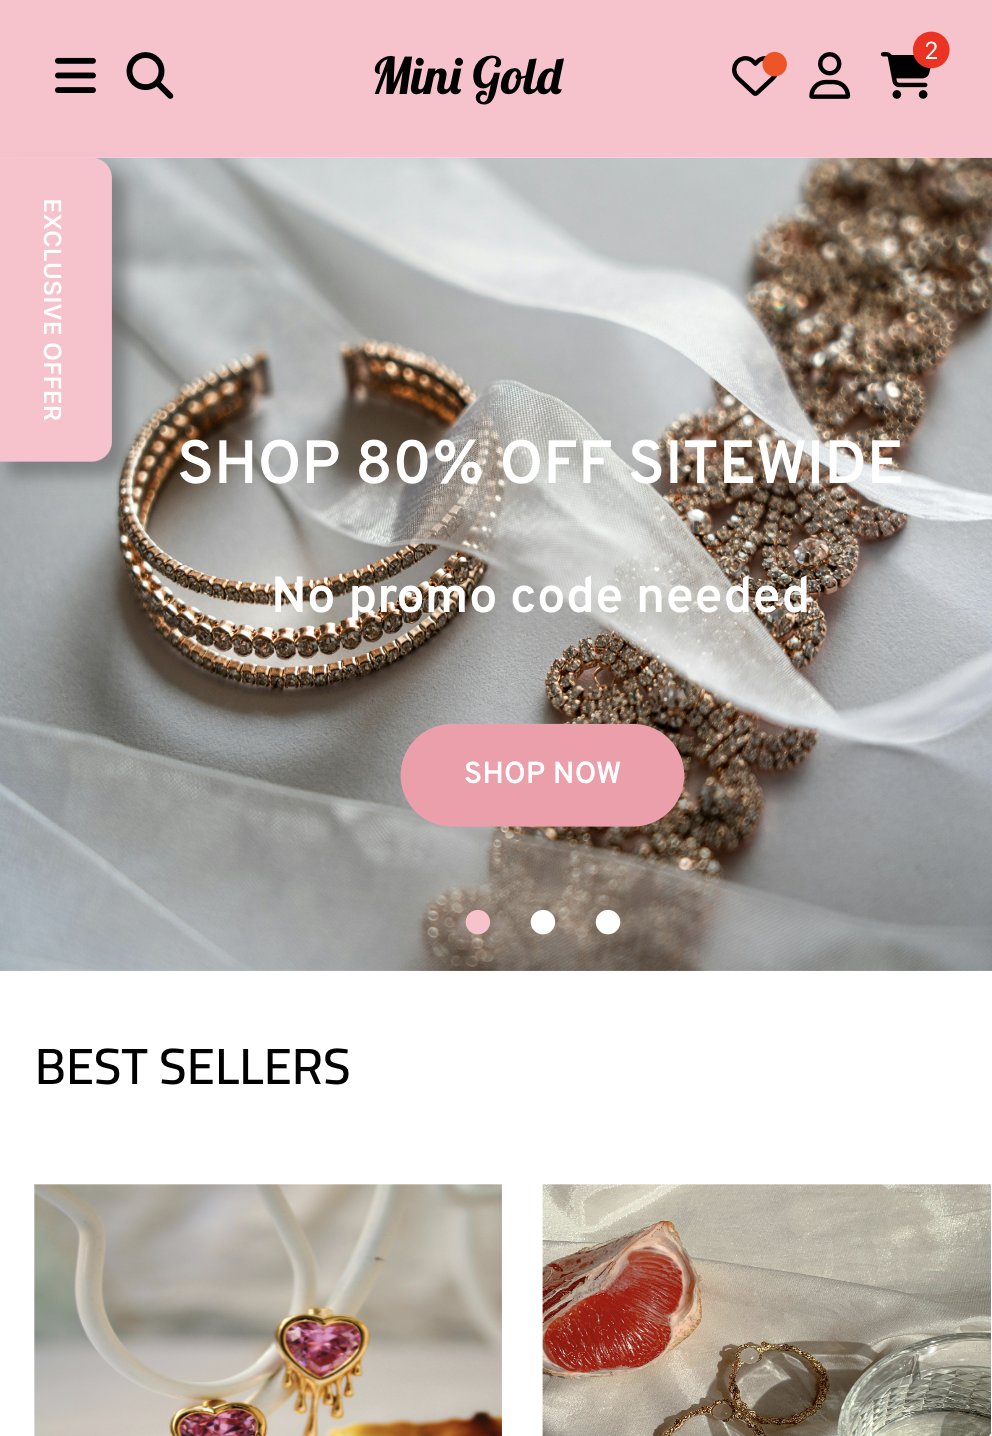 Mini Gold
2
EXCLUSIVE OFFER
SHOP 80% OFF SITEWIDE
No promo code needed
SHOP NOW
BEST SELLERS